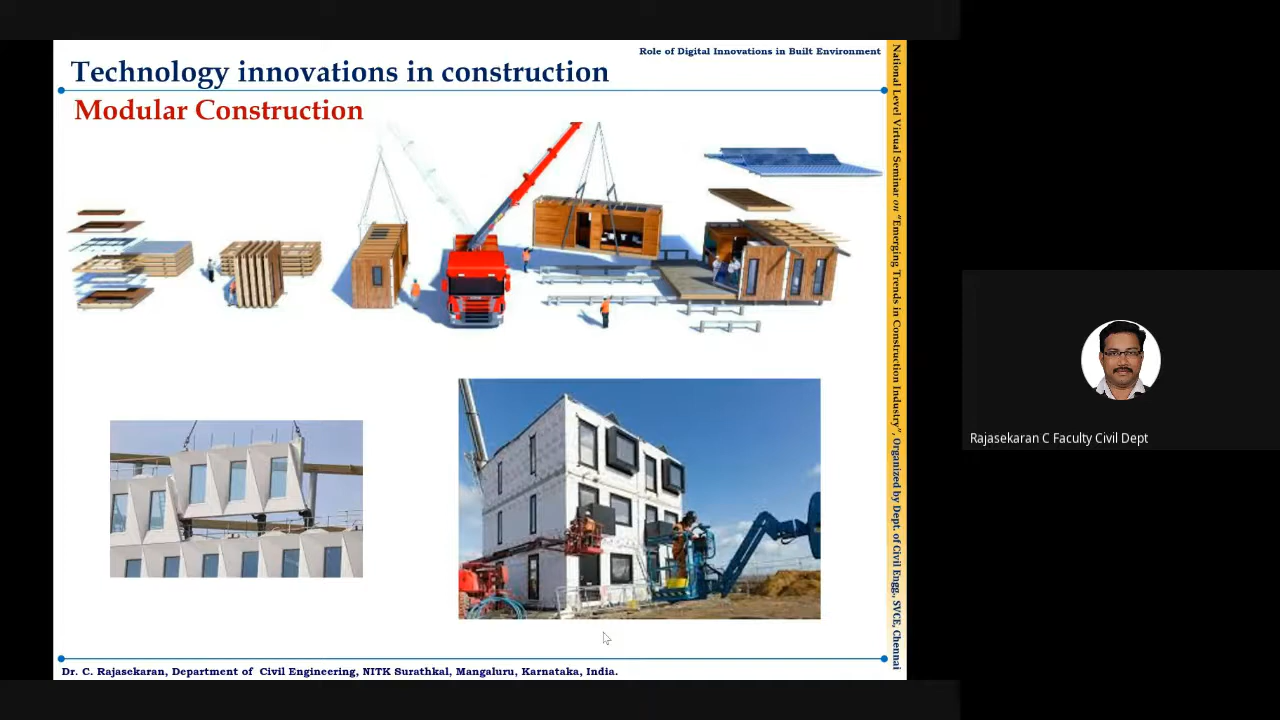 Role of Digital Innovations in Built Environment
Technology innovations in construction
Modular Construction
National Level Virtual Seminar on "Emerging Trends in Construction Industry", Organized by Dept. of Civil Engg., SVCE, Chennai
Rajasekaran C Faculty Civil Dept
Dr. C. Rajasekaran, Department of Civil Engineering, NITK Surathkal, Mangaluru, Karnataka, India.